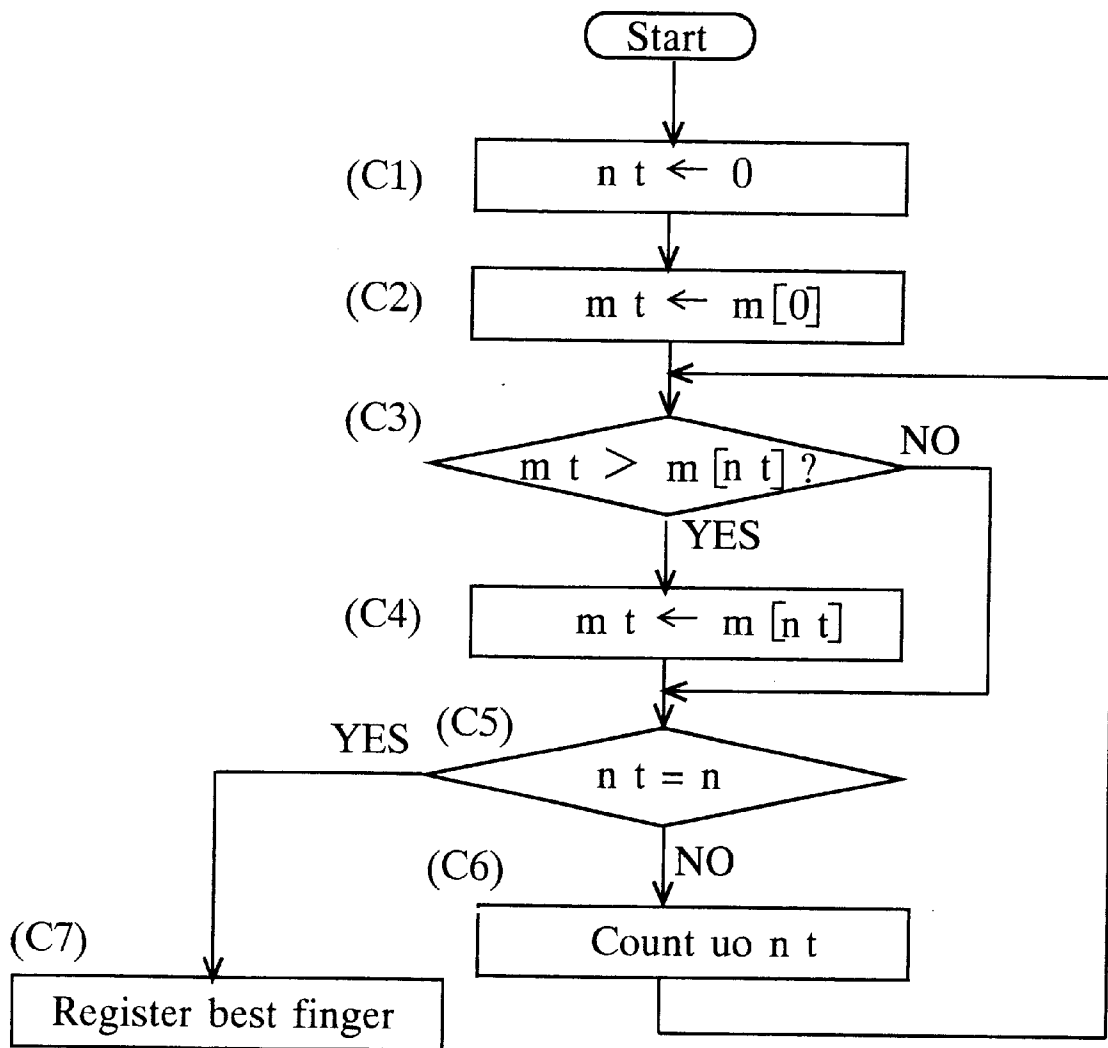 Start
(C1)
n t ← 0
(C2)
m t ← m[0]
(C3)
m t > m[n t]?
NO
YES
(C4)
m t ← m[n t]
(C5)
YES
n t = n
NO
(C6)
Count uo n t
(C7)
Register best finger